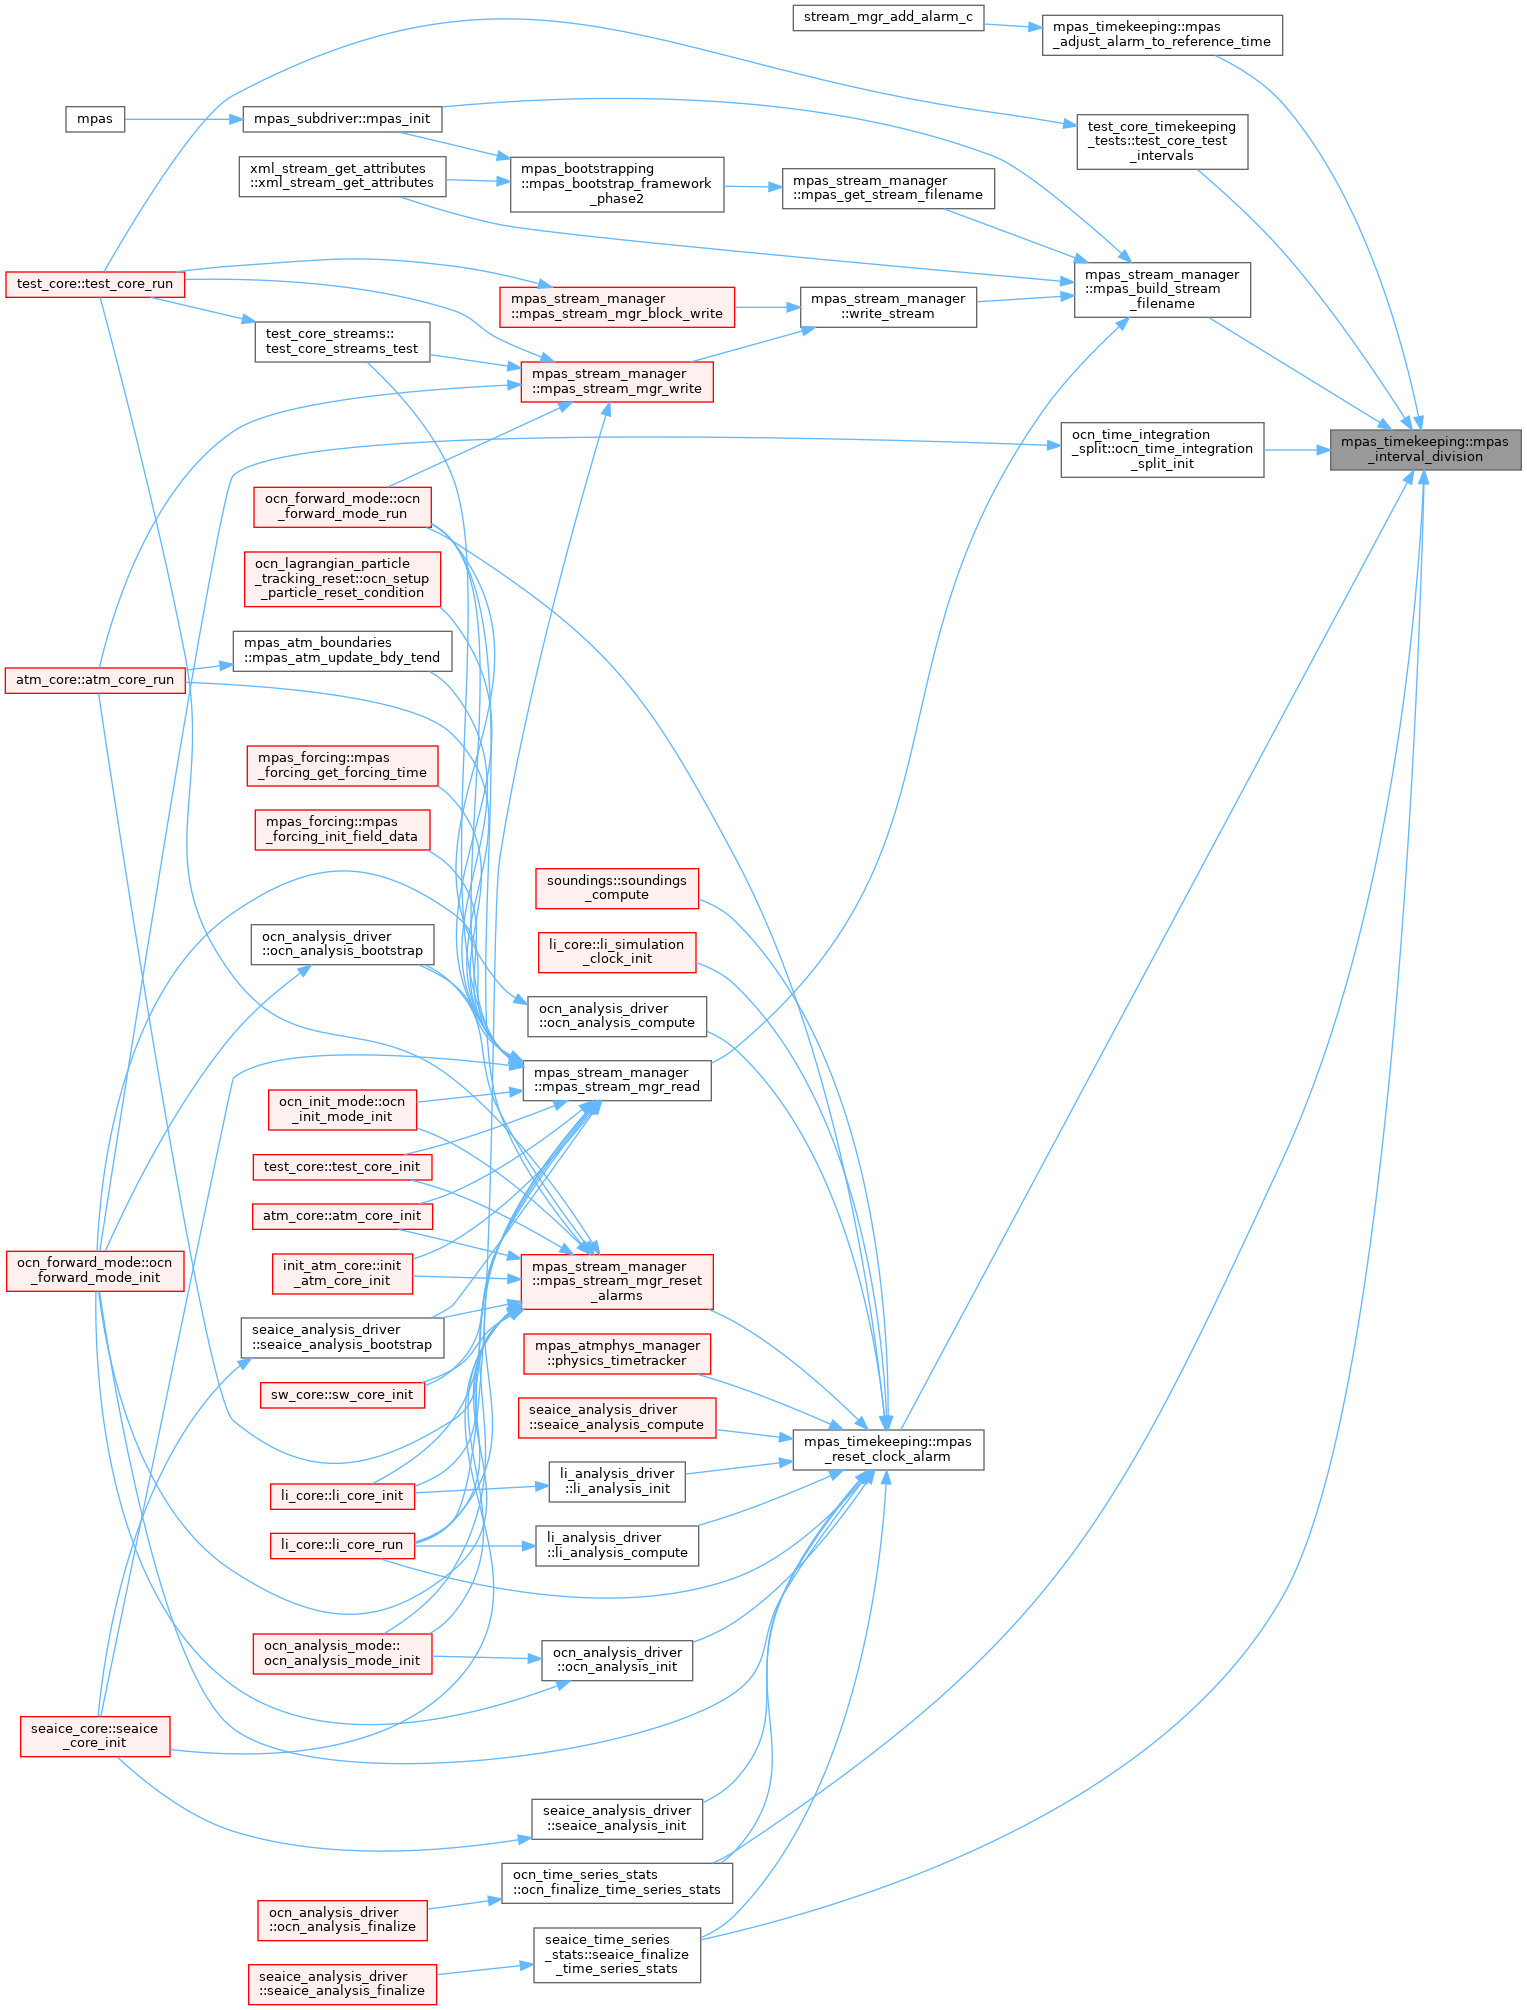 stream_mgr_add_alarm_c
mpas_timekeeping::mpas
_adjust_alarm_to_reference_time
mpas
mpas_subdriver::mpas_init
test_core_timekeeping
_tests::test_core_test
_intervals
xml_stream_get_attributes
::xml_stream_get_attributes
mpas_bootstrapping
::mpas_bootstrap_framework
_phase2
mpas_stream_manager
::mpas_get_stream_filename
test_core::test_core_run
mpas_stream_manager
::mpas_stream_mgr_block_write
mpas_stream_manager
::write_stream
mpas_stream_manager
::mpas_build_stream
_filename
test_core_streams::
test_core_streams_test
mpas_stream_manager
::mpas_stream_mgr_write
ocn_time_integration
_split::ocn_time_integration
_split_init
mpas_timekeeping::mpas
_interval_division
ocn_forward_mode::ocn
_forward_mode_run
ocn_lagrangian_particle
_tracking_reset::ocn_setup
_particle_reset_condition
mpas_atm_boundaries
::mpas_atm_update_bdy_tend
atm_core::atm_core_run
mpas_forcing::mpas
_forcing_get_forcing_time
mpas_forcing::mpas
_forcing_init_field_data
soundings::soundings
_compute
ocn_analysis_driver
::ocn_analysis_bootstrap
li_core::li_simulation
_clock_init
ocn_analysis_driver
::ocn_analysis_compute
mpas_stream_manager
::mpas_stream_mgr_read
ocn_init_mode::ocn
_init_mode_init
test_core::test_core_init
atm_core::atm_core_init
ocn_forward_mode::ocn
_forward_mode_init
init_atm_core::init
_atm_core_init
mpas_stream_manager
::mpas_stream_mgr_reset
_alarms
seaice_analysis_driver
::seaice_analysis_bootstrap
mpas_atmphys_manager
::physics_timetracker
sw_core::sw_core_init
seaice_analysis_driver
::seaice_analysis_compute
mpas_timekeeping::mpas
_reset_clock_alarm
li_core::li_core_init
li_analysis_driver
::li_analysis_init
li_core::li_core_run
li_analysis_driver
::li_analysis_compute
ocn_analysis_mode::
ocn_analysis_mode_init
ocn_analysis_driver
::ocn_analysis_init
seaice_core::seaice
_core_init
seaice_analysis_driver
::seaice_analysis_init
ocn_time_series_stats
::ocn_finalize_time_series_stats
ocn_analysis_driver
::ocn_analysis_finalize
seaice_time_series
_stats::seaice_finalize
_time_series_stats
seaice_analysis_driver
::seaice_analysis_finalize